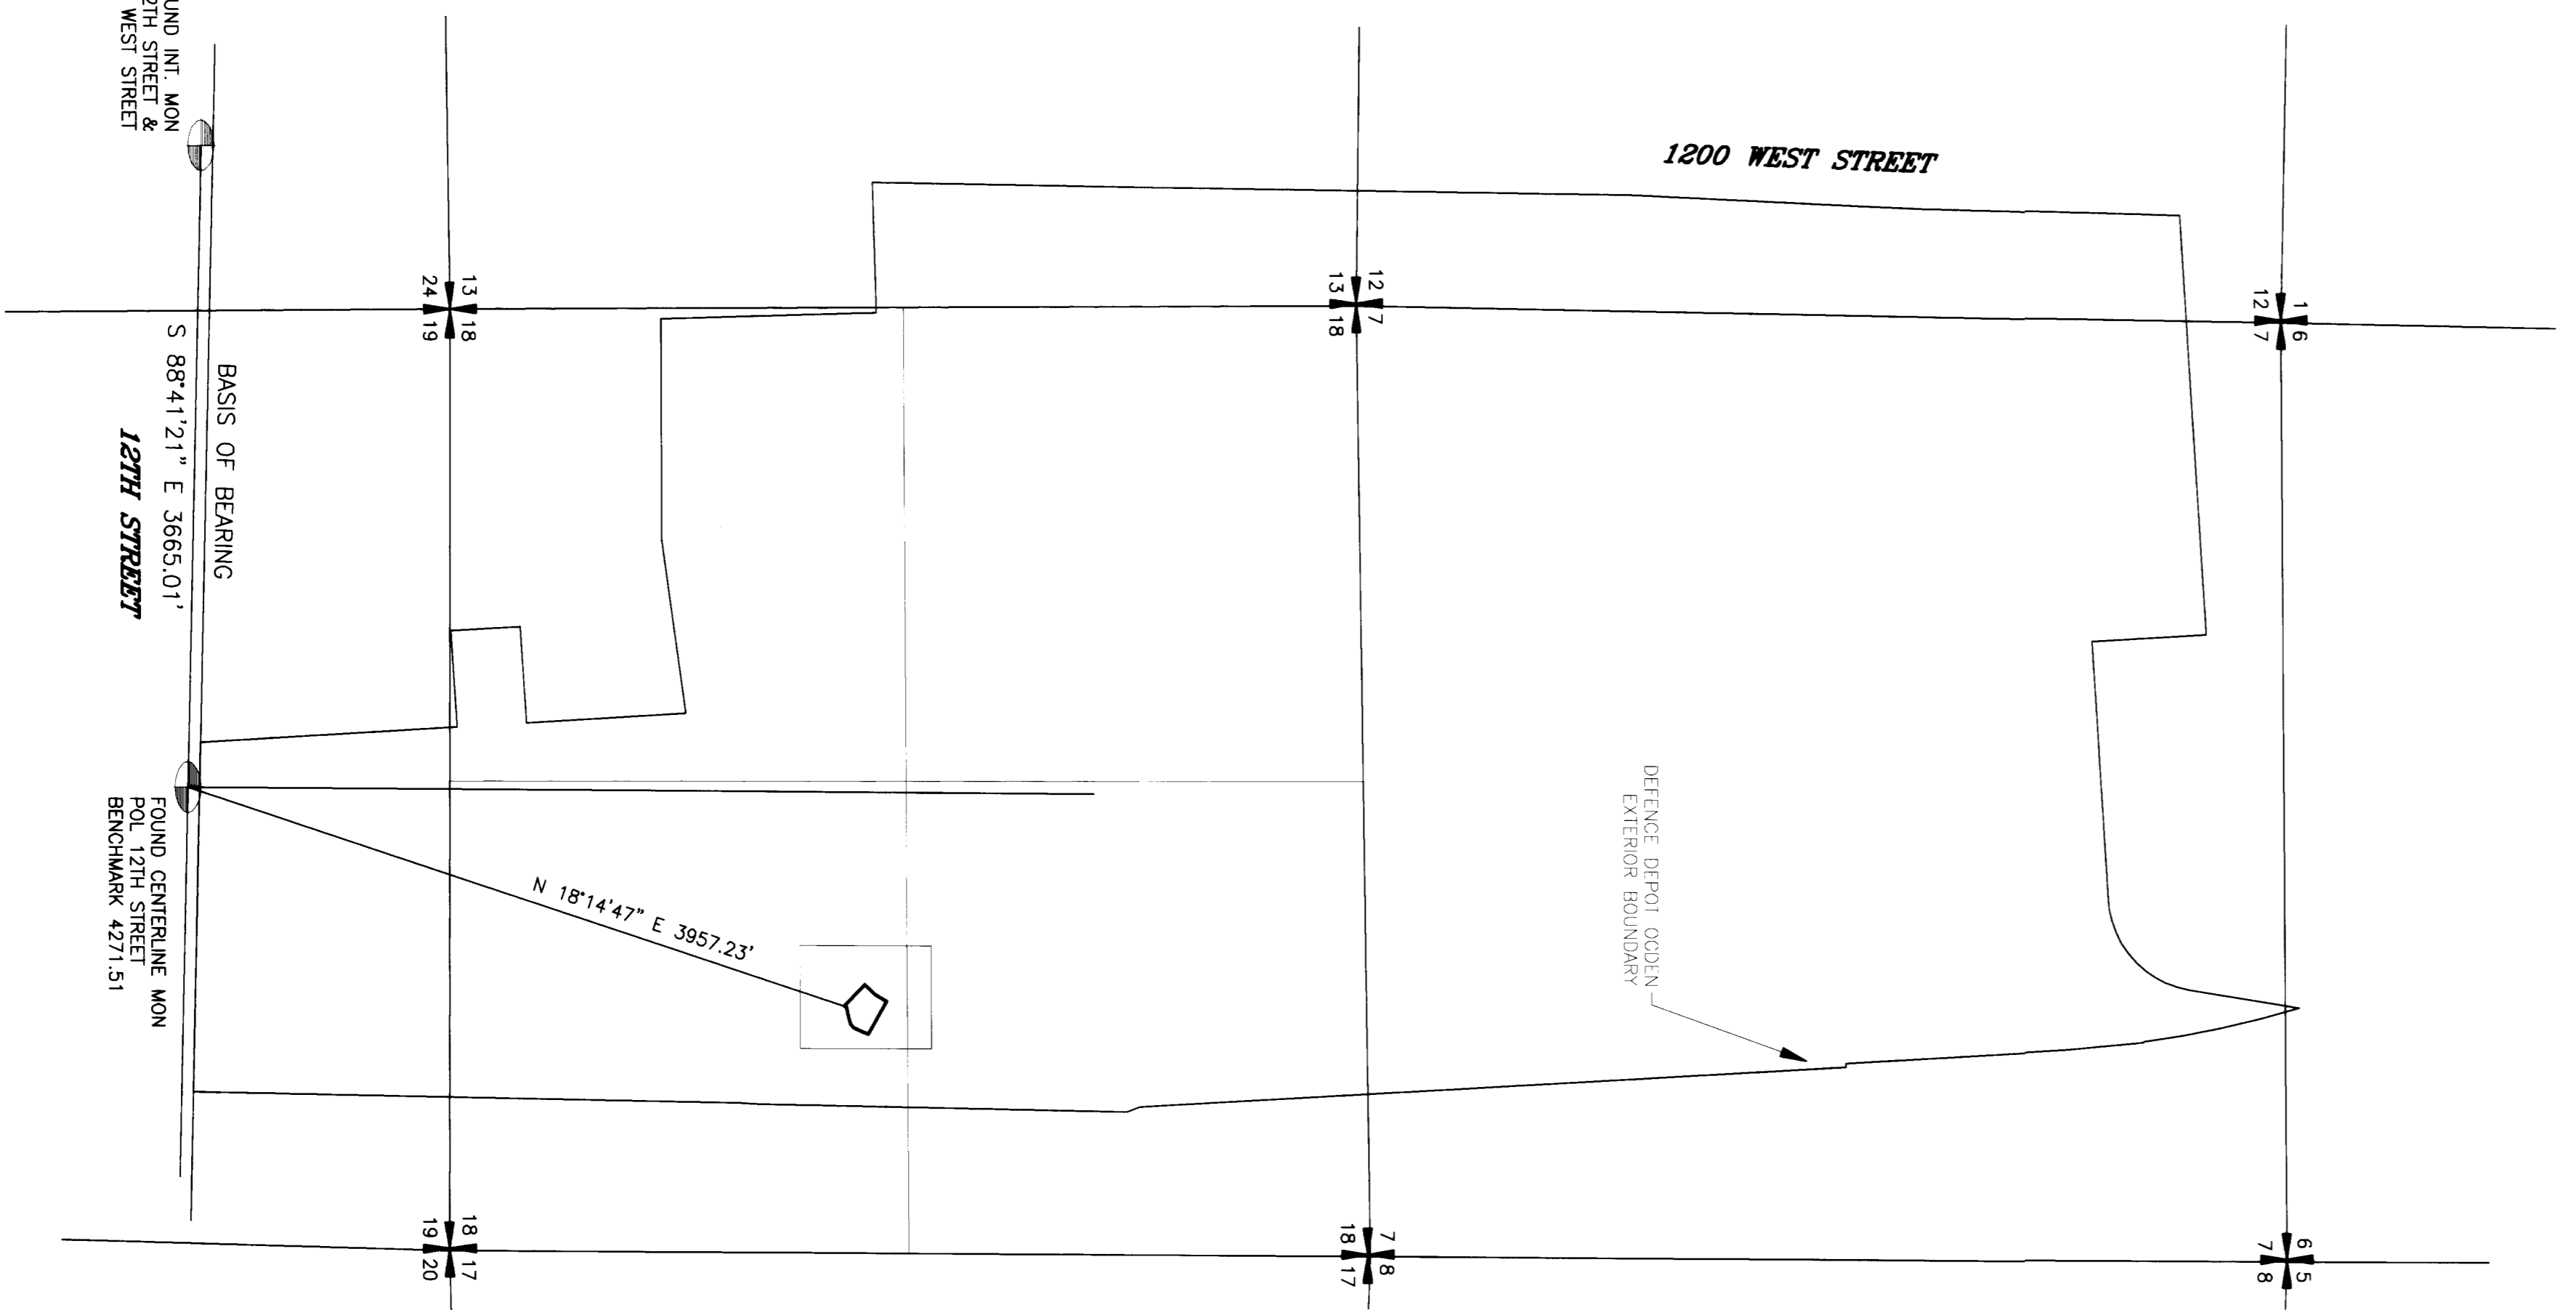 UND INT. MON
2TH STREET &
WEST STREET
1200 WEST STREET
13
18
24
19
12
7
13
18
1
6
12
7
BASIS OF BEARING
S 88°41'21" E 3665.01'
12TH STREET
FOUND CENTERLINE MON
POL 12TH STREET
BENCHMARK 4271.51
N 18°14'47" E 3957.23'
DEFENCE DEPOT OGDEN
EXTERIOR BOUNDARY
18
17
19
20
7
8
18
17
6
5
7
8